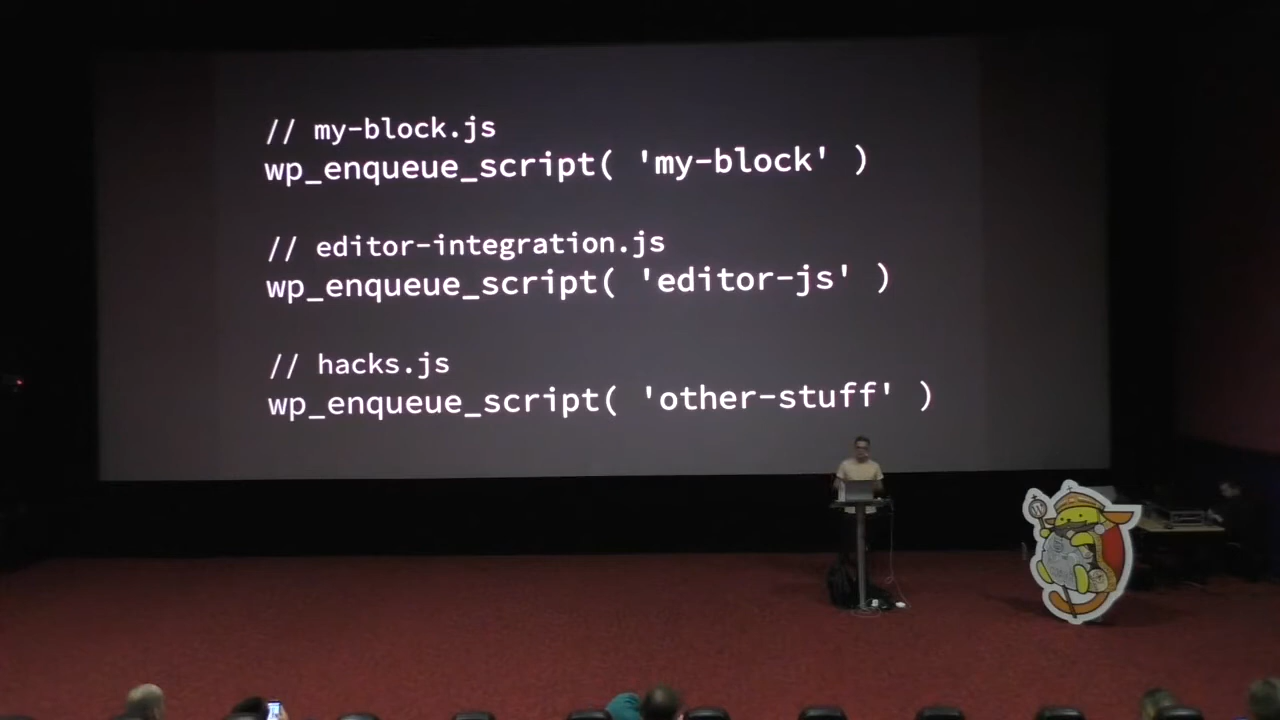 // my-block.js
wp_enqueue_script( 'my-block' )
// editor-integration.js
wp_enqueue_script( 'editor-js' )
// hacks.js
wp_enqueue_script( 'other-stuff' )